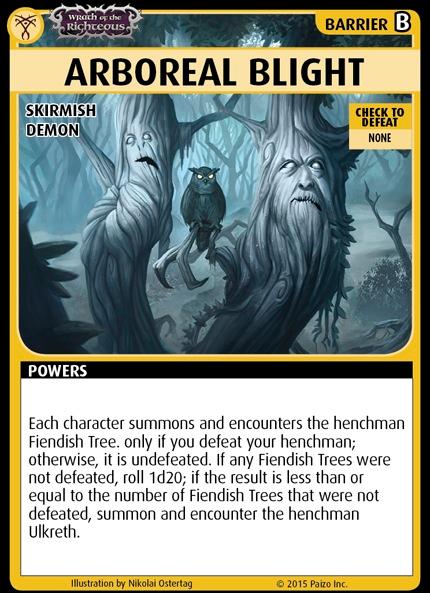 Wrath of the
Righteous
BARRIER B
ARBOREAL BLIGHT
SKIRMISH
DEMON
CHECK TO
DEFEAT
NONE
POWERS
Each character summons and encounters the henchman
Fiendish Tree. only if you defeat your henchman;
otherwise, it is undefeated. If any Fiendish Trees were
not defeated, roll 1d20; if the result is less than or
equal to the number of Fiendish Trees that were not
defeated, summon and encounter the henchman
Ulkreth.
Illustration by Nikolai Ostertag
© 2015 Paizo Inc.